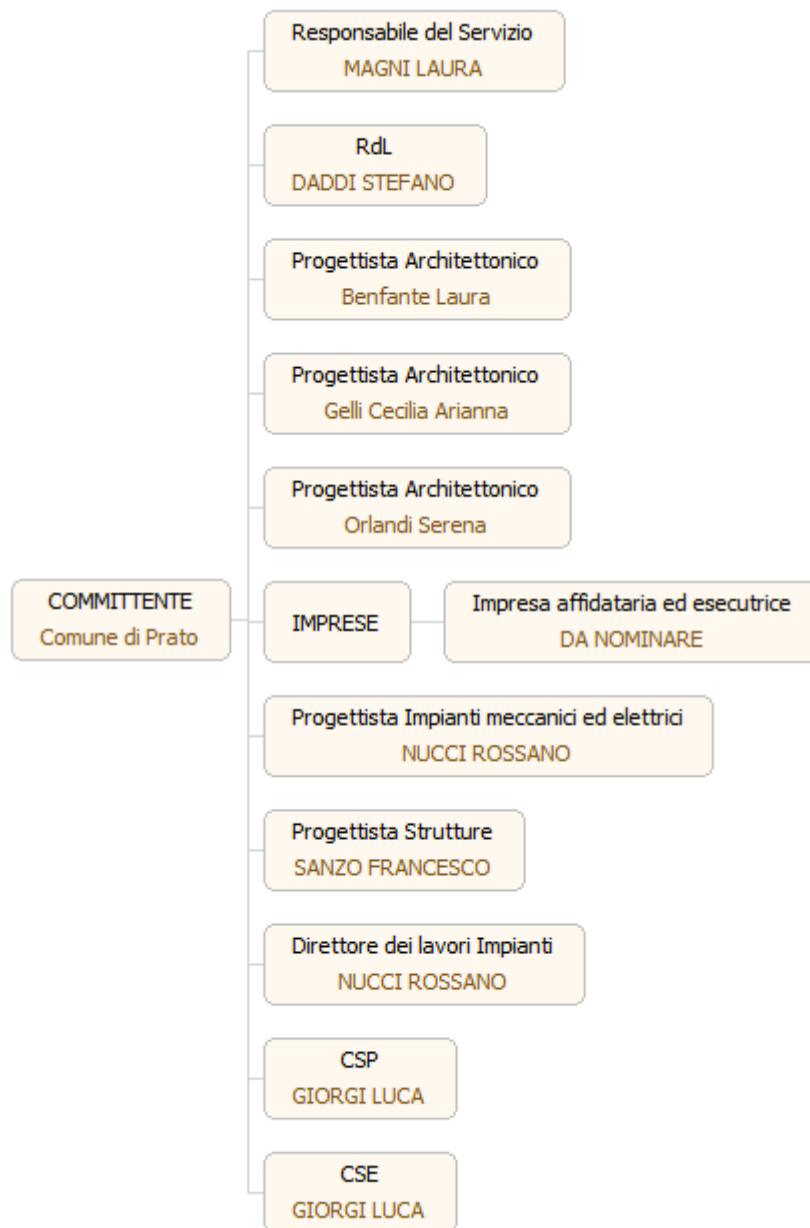 Responsabile del Servizio
MAGNI LAURA
RdL
DADDI STEFANO
Progettista Architettonico
Benfante Laura
Progettista Architettonico
Gelli Cecilia Arianna
Progettista Architettonico
Orlandi Serena
COMMITTENTE
Comune di Prato
IMPRESE
Impresa affidataria ed esecutrice
DA NOMINARE
Progettista Impianti meccanici ed elettrici
NUCCI ROSSANO
Progettista Strutture
SANZO FRANCESCO
Direttore dei lavori Impianti
NUCCI ROSSANO
CSP
GIORGI LUCA
CSE
GIORGI LUCA